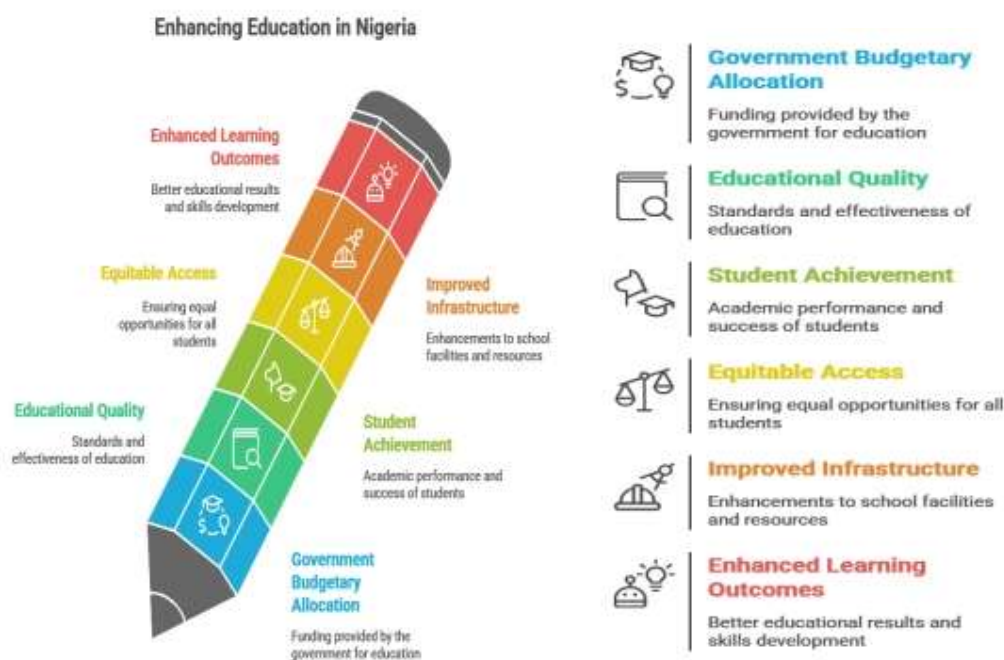 Enhancing Education in Nigeria
Enhanced Learning
Outcomes
Better educational results
and skills development
Equitable Access
Ensuring equal
opportunities for all
students
Improved
Infrastructure
Enhancements to school
facilities and resources
Educational Quality
Standards and
effectiveness of education
Student
Achievement
Academic performance and
success of students
Government
Budgetary
Allocation
Funding provided by the
government for education
Government Budgetary
Allocation
Funding provided by the
government for education
Educational Quality
Standards and effectiveness of
education
Student Achievement
Academic performance and
success of students
Equitable Access
Ensuring equal opportunities for all
students
Improved Infrastructure
Enhancements to school facilities
and resources
Enhanced Learning
Outcomes
Better educational results and
skills development
$
$